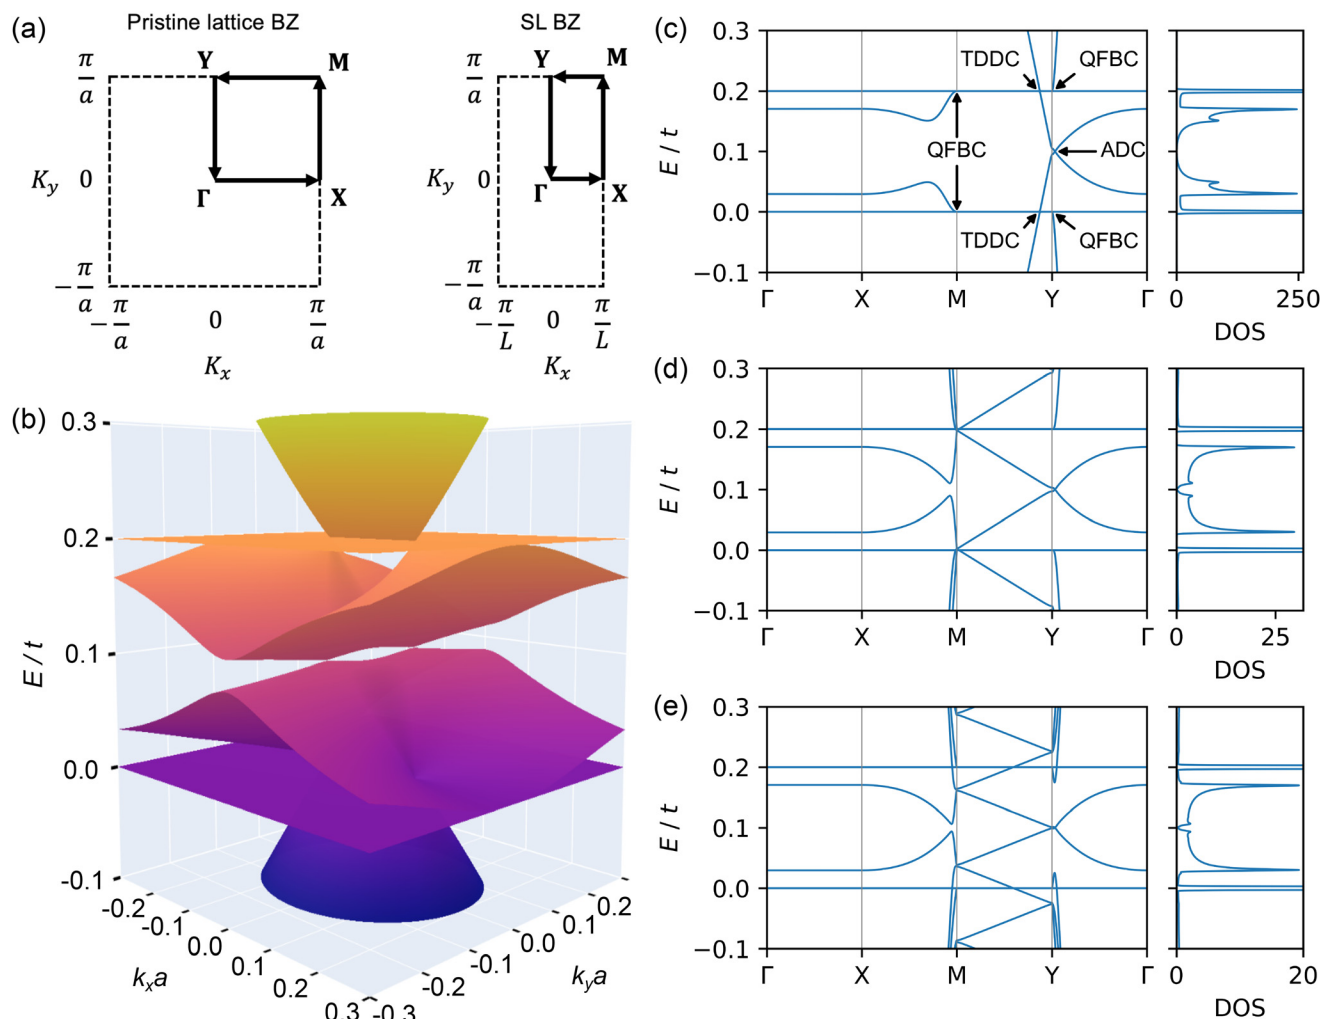 (a)
Pristine lattice BZ
SL BZ
π/a
Y
M
K_y 0
Γ
X
−π/a
−π/a 0 π/a
K_x
π/a
Y
M
K_y 0
Γ
X
−π/a
−π/L 0 π/L
K_x
(b)
0.3
0.2
0.1
0.0
-0.1
E / t
-0.2
-0.1
0.0
0.1
0.2
0.3
k_xa
-0.3
-0.2
-0.1
0.0
0.1
0.2
k_ya
(c)
0.3
0.2
0.1
0.0
−0.1
E / t
TDDC
QFBC
QFBC
ADC
TDDC
QFBC
Γ X M Y Γ
0 250
DOS
(d)
0.3
0.2
0.1
0.0
−0.1
E / t
Γ X M Y Γ
0 25
DOS
(e)
0.3
0.2
0.1
0.0
−0.1
E / t
Γ X M Y Γ
0 20
DOS